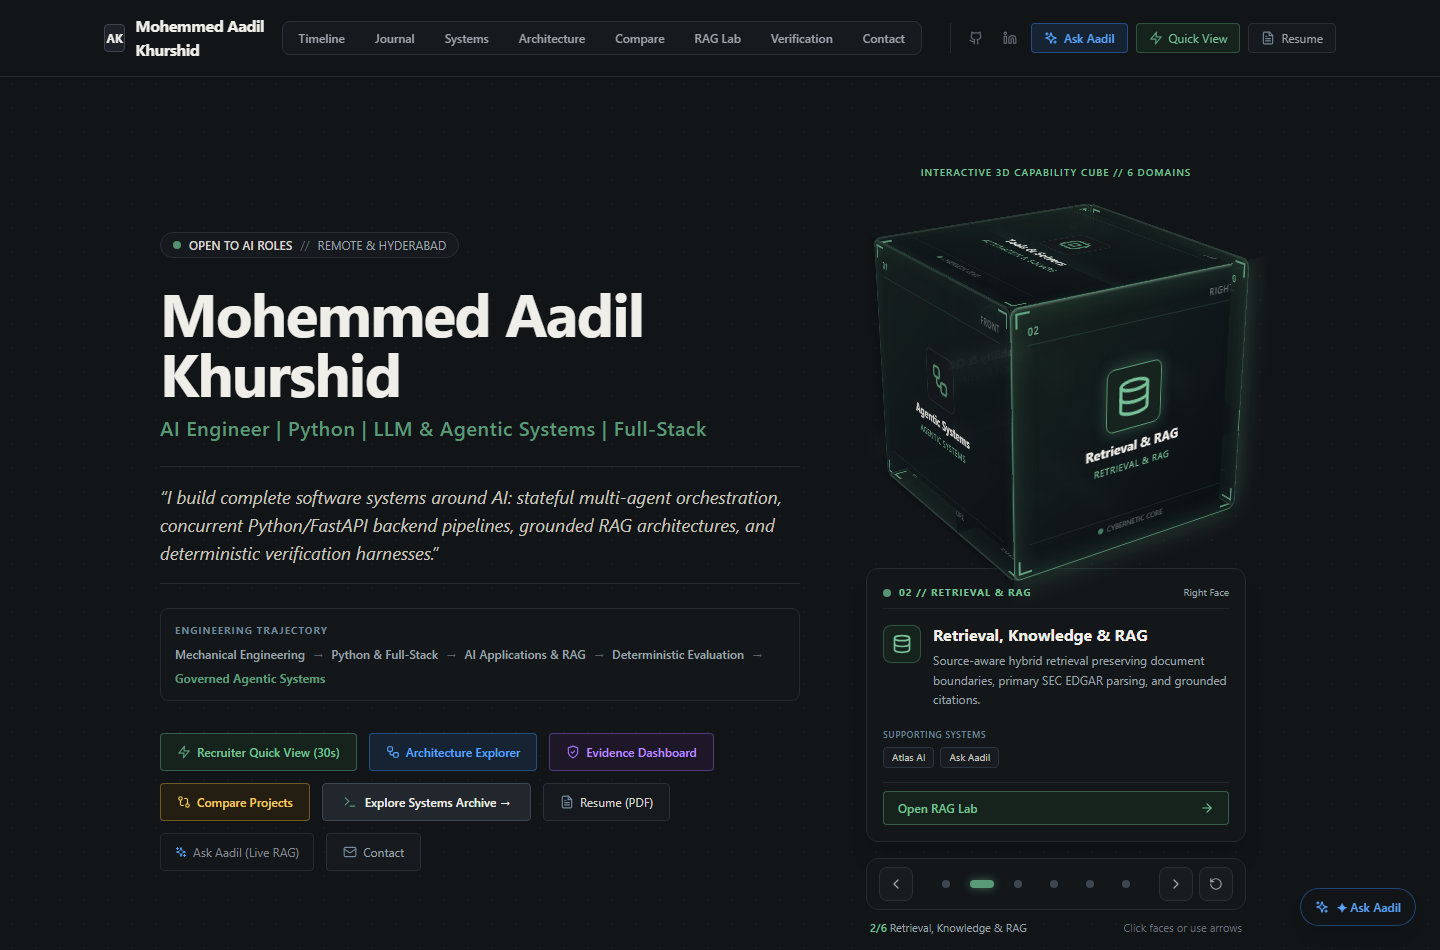 AK
Mohammed Aadil
Khurshid
Timeline
Journal
Systems
Architecture
Compare
RAG Lab
Verification
Contact
Ask Aadil
Quick View
Resume
INTERACTIVE 3D CAPABILITY CUBE // 6 DOMAINS
OPEN TO AI ROLES // REMOTE & HYDERABAD
Mohemmed Aadil
Khurshid
AI Engineer | Python | LLM & Agentic Systems | Full-Stack
“I build complete software systems around AI: stateful multi-agent orchestration,
concurrent Python/FastAPI backend pipelines, grounded RAG architectures, and
deterministic verification harnesses.”
ENGINEERING TRAJECTORY
Mechanical Engineering → Python & Full-Stack → AI Applications & RAG → Deterministic Evaluation →
Governed Agentic Systems
Recruiter Quick View (30s)
Architecture Explorer
Evidence Dashboard
Compare Projects
Explore Systems Archive →
Resume (PDF)
Ask Aadil (Live RAG)
Contact
01
FRONT
Agentic Systems
AGENTIC SYSTEMS
02
RIGHT
Retrieval & RAG
RETRIEVAL & RAG
CYBERNETIC CORE
02 // RETRIEVAL & RAG
Right Face
Retrieval, Knowledge & RAG
Source-aware hybrid retrieval preserving document
boundaries, primary SEC EDGAR parsing, and grounded
citations.
SUPPORTING SYSTEMS
Atlas AI
Ask Aadil
Open RAG Lab
2/6 Retrieval, Knowledge & RAG
Click faces or use arrows
✦ Ask Aadil